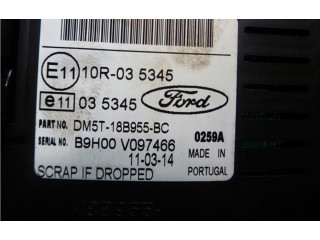 E11 10R-03 5345
e11 03 5345 Ford
PART NO. DM5T-18B955-BC 0259A
SERIAL NO. B9H00 V097466 MADE IN
11-03-14 PORTUGAL
SCRAP IF DROPPED